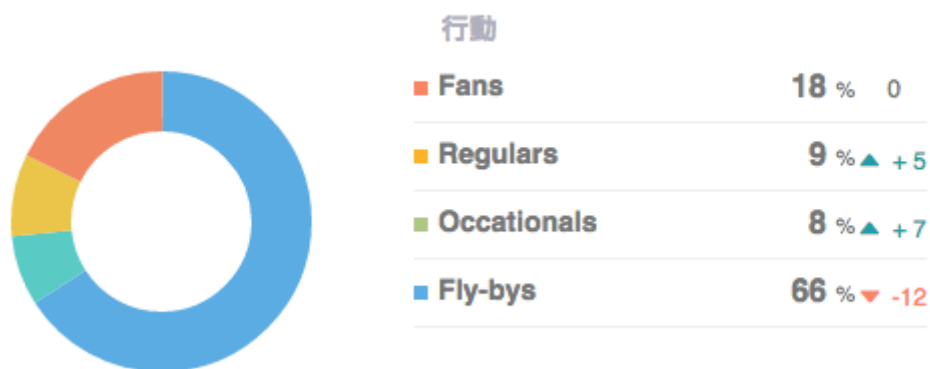 行動
Fans 18 % 0
Regulars 9 % ▲ + 5
Occationals 8 % ▲ + 7
Fly-bys 66 % ▼ -12